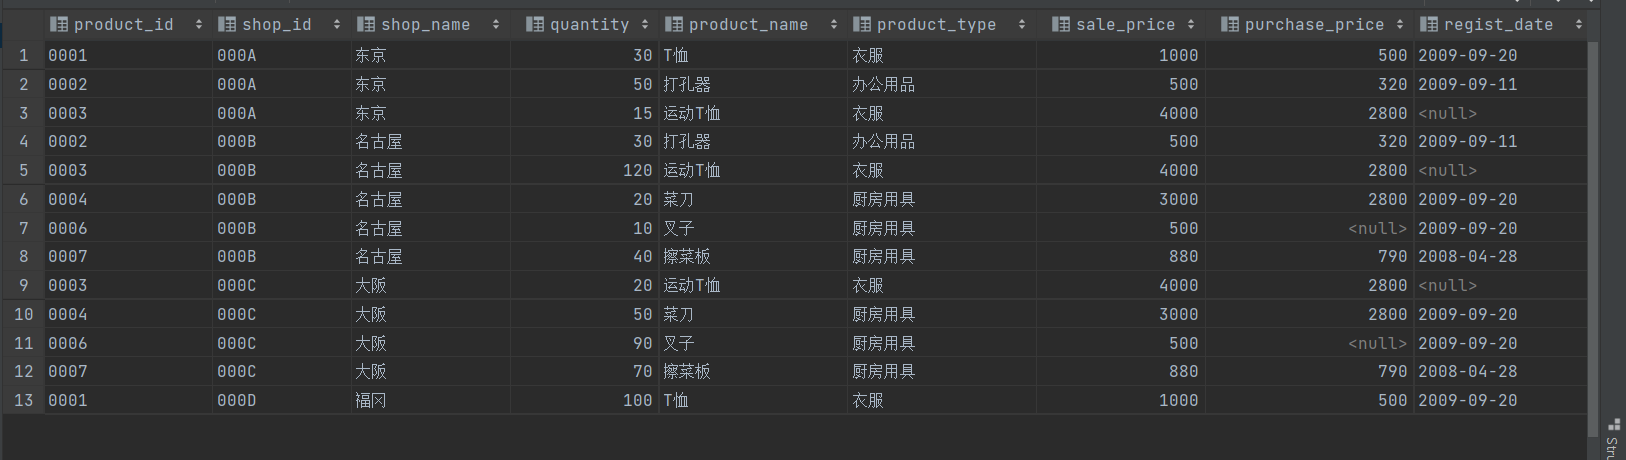 product_id shop_id shop_name quantity product_name product_type sale_price purchase_price regist_date
1 0001 000A 东京 30 T恤 衣服 1000 500 2009-09-20
2 0002 000A 东京 50 打孔器 办公用品 500 320 2009-09-11
3 0003 000A 东京 15 运动T恤 衣服 4000 2800 <null>
4 0002 000B 名古屋 30 打孔器 办公用品 500 320 2009-09-11
5 0003 000B 名古屋 120 运动T恤 衣服 4000 2800 <null>
6 0004 000B 名古屋 20 菜刀 厨房用具 3000 2800 2009-09-20
7 0006 000B 名古屋 10 叉子 厨房用具 500 <null> 2009-09-20
8 0007 000B 名古屋 40 擦菜板 厨房用具 880 790 2008-04-28
9 0003 000C 大阪 20 运动T恤 衣服 4000 2800 <null>
10 0004 000C 大阪 50 菜刀 厨房用具 3000 2800 2009-09-20
11 0006 000C 大阪 90 叉子 厨房用具 500 <null> 2009-09-20
12 0007 000C 大阪 70 擦菜板 厨房用具 880 790 2008-04-28
13 0001 000D 福冈 100 T恤 衣服 1000 500 2009-09-20